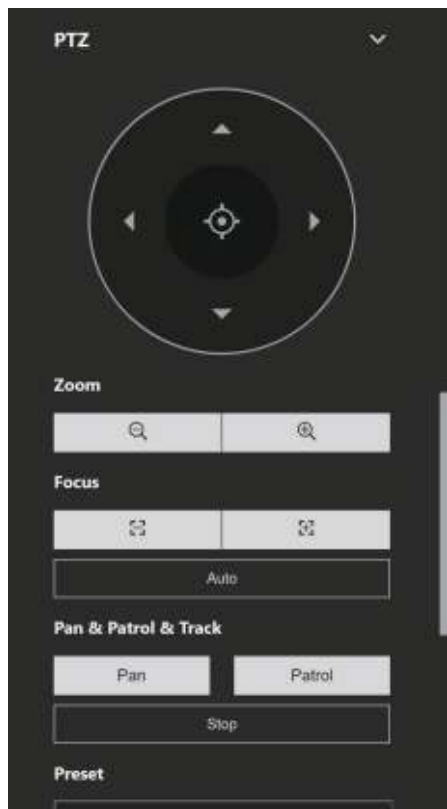 PTZ
Zoom
Focus
Auto
Pan & Patrol & Track
Pan Patrol
Stop
Preset